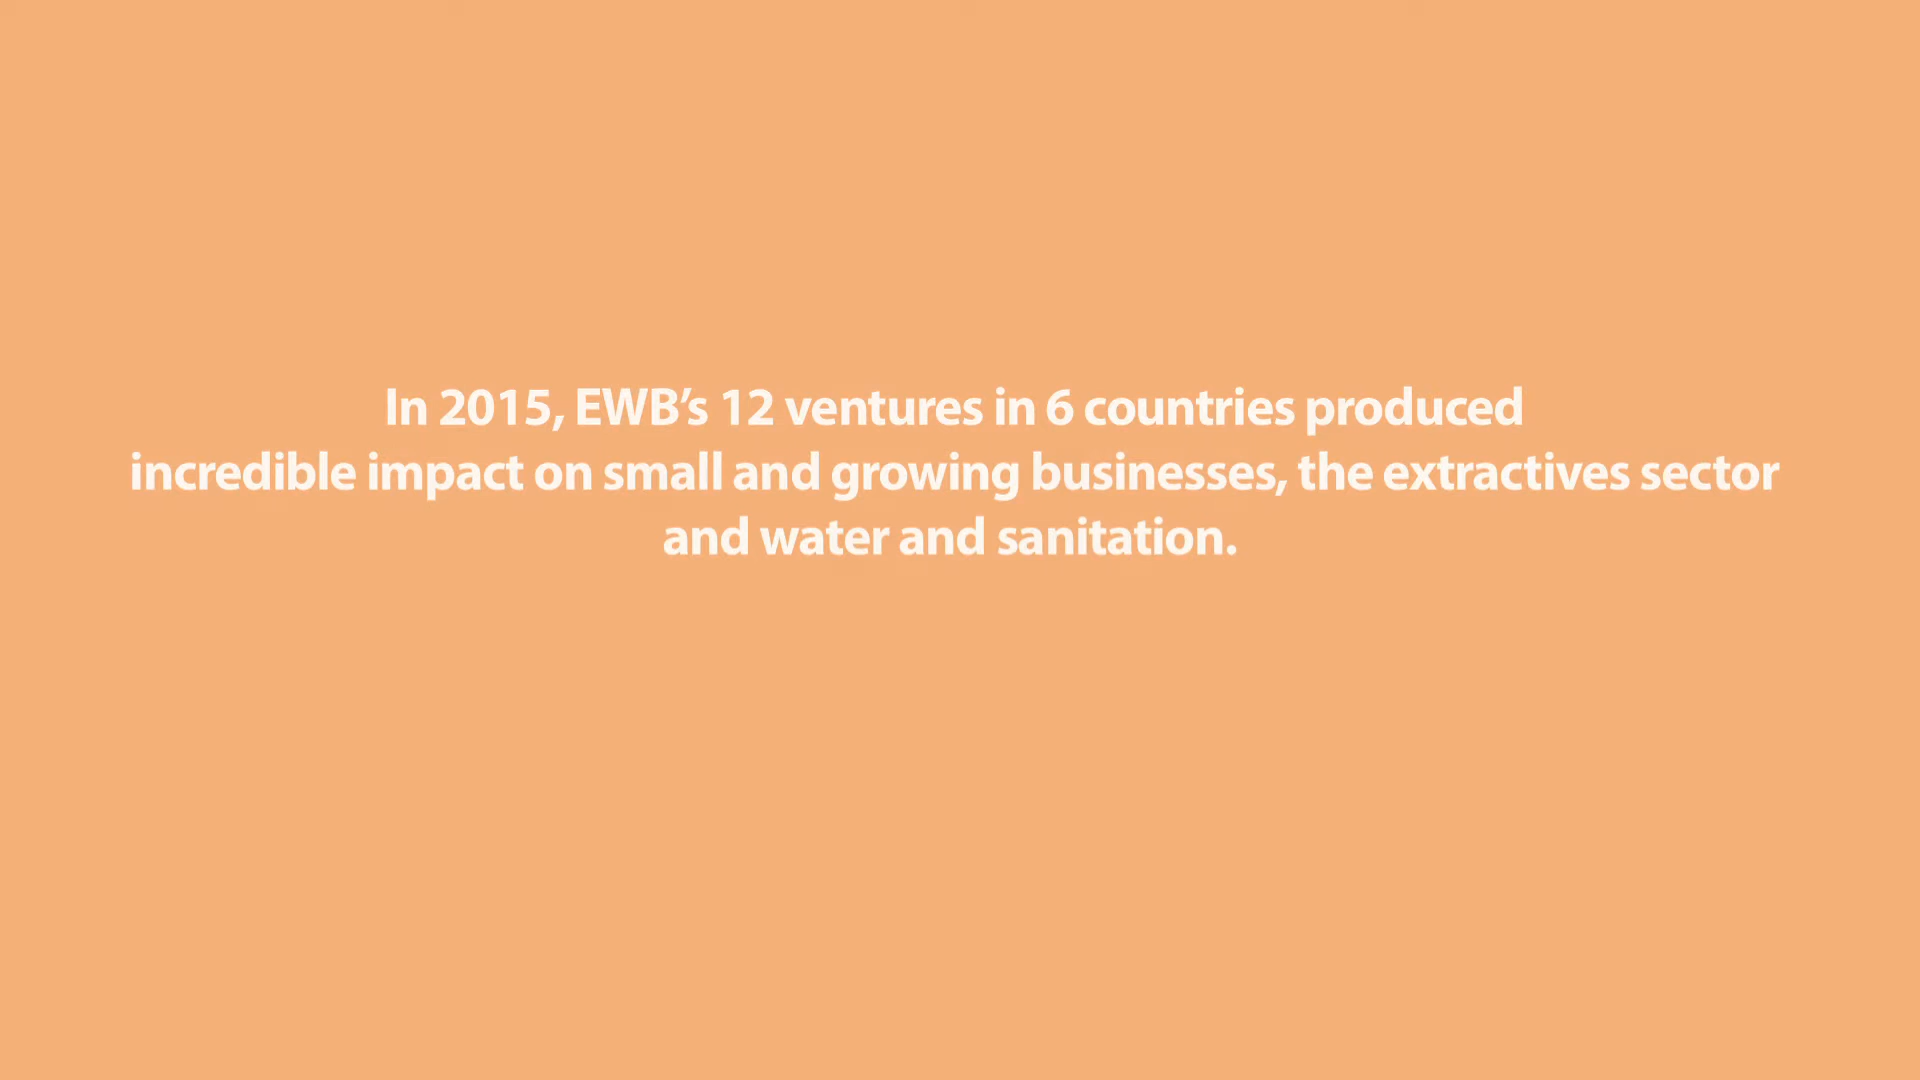 In 2015, EWB’s 12 ventures in 6 countries produced
incredible impact on small and growing businesses, the extractives sector
and water and sanitation.